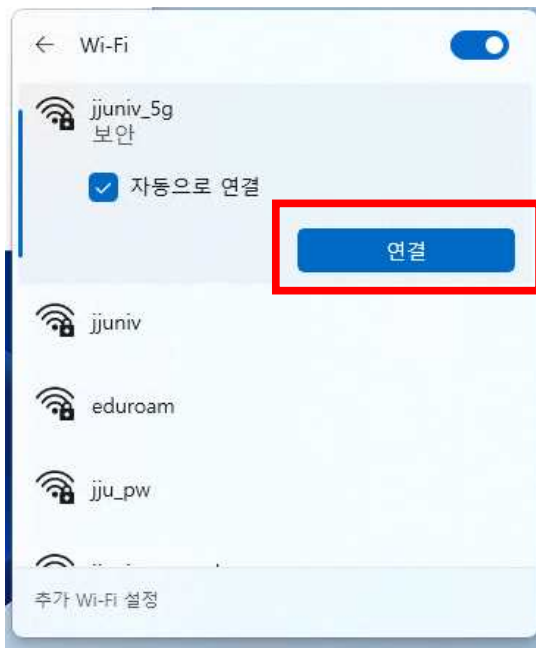 Wi-Fi
jjuniv_5g
보안
자동으로 연결
연결
jjuniv
eduroam
jju_pw
추가 Wi-Fi 설정